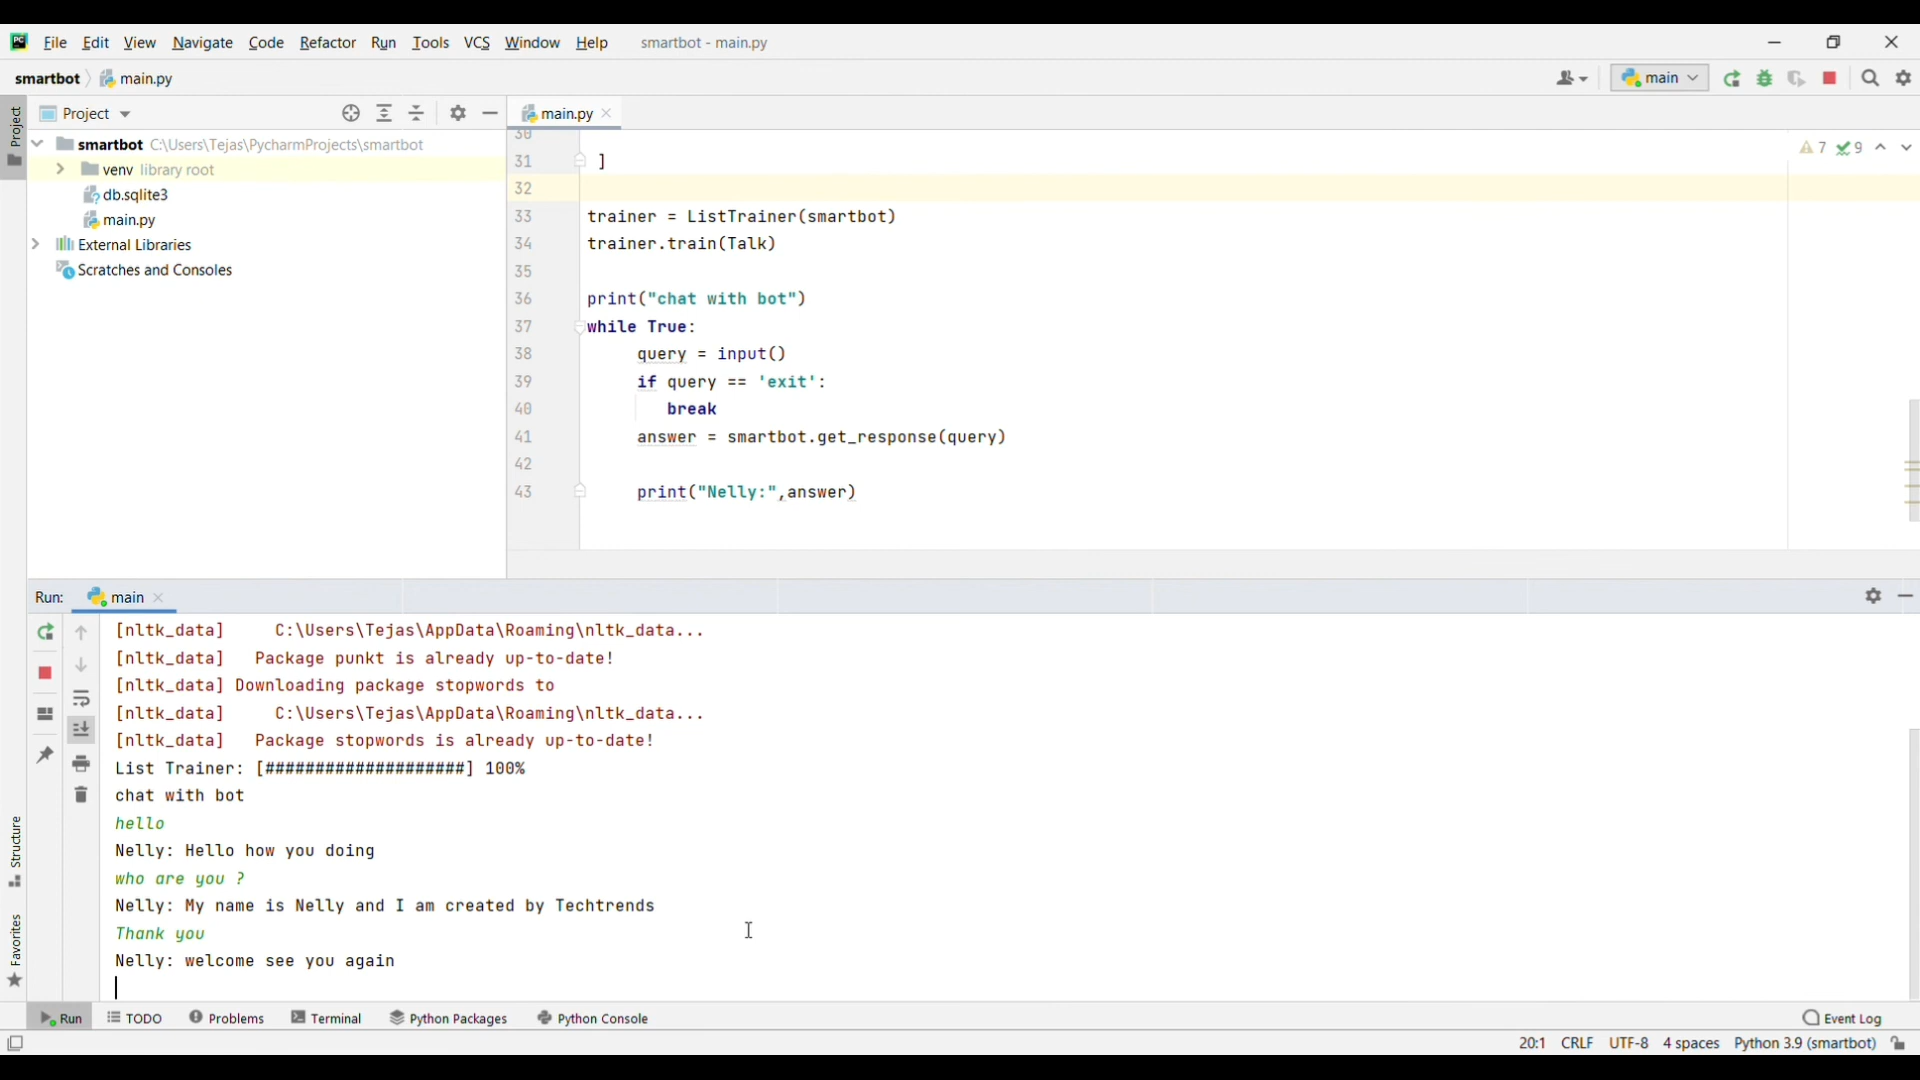 File Edit View Navigate Code Refactor Run Tools VCS Window Help smartbot - main.py
smartbot main.py main
Project
Project main.py
smartbot C:\Users\Tejas\PycharmProjects\smartbot
venv library root
db.sqlite3
main.py
External Libraries
Scratches and Consoles
7 9
30
31 ]
32
33 trainer = ListTrainer(smartbot)
34 trainer.train(Talk)
35
36 print("chat with bot")
37 while True:
38 query = input()
39 if query == 'exit':
40 break
41 answer = smartbot.get_response(query)
42
43 print("Nelly:",answer)
Run: main
[nltk_data] C:\Users\Tejas\AppData\Roaming\nltk_data...
[nltk_data] Package punkt is already up-to-date!
[nltk_data] Downloading package stopwords to
[nltk_data] C:\Users\Tejas\AppData\Roaming\nltk_data...
[nltk_data] Package stopwords is already up-to-date!
List Trainer: [####################] 100%
chat with bot
hello
Nelly: Hello how you doing
who are you ?
Nelly: My name is Nelly and I am created by Techtrends
Thank you
Nelly: welcome see you again
Structure
Favorites
Run TODO Problems Terminal Python Packages Python Console Event Log
20:1 CRLF UTF-8 4 spaces Python 3.9 (smartbot)